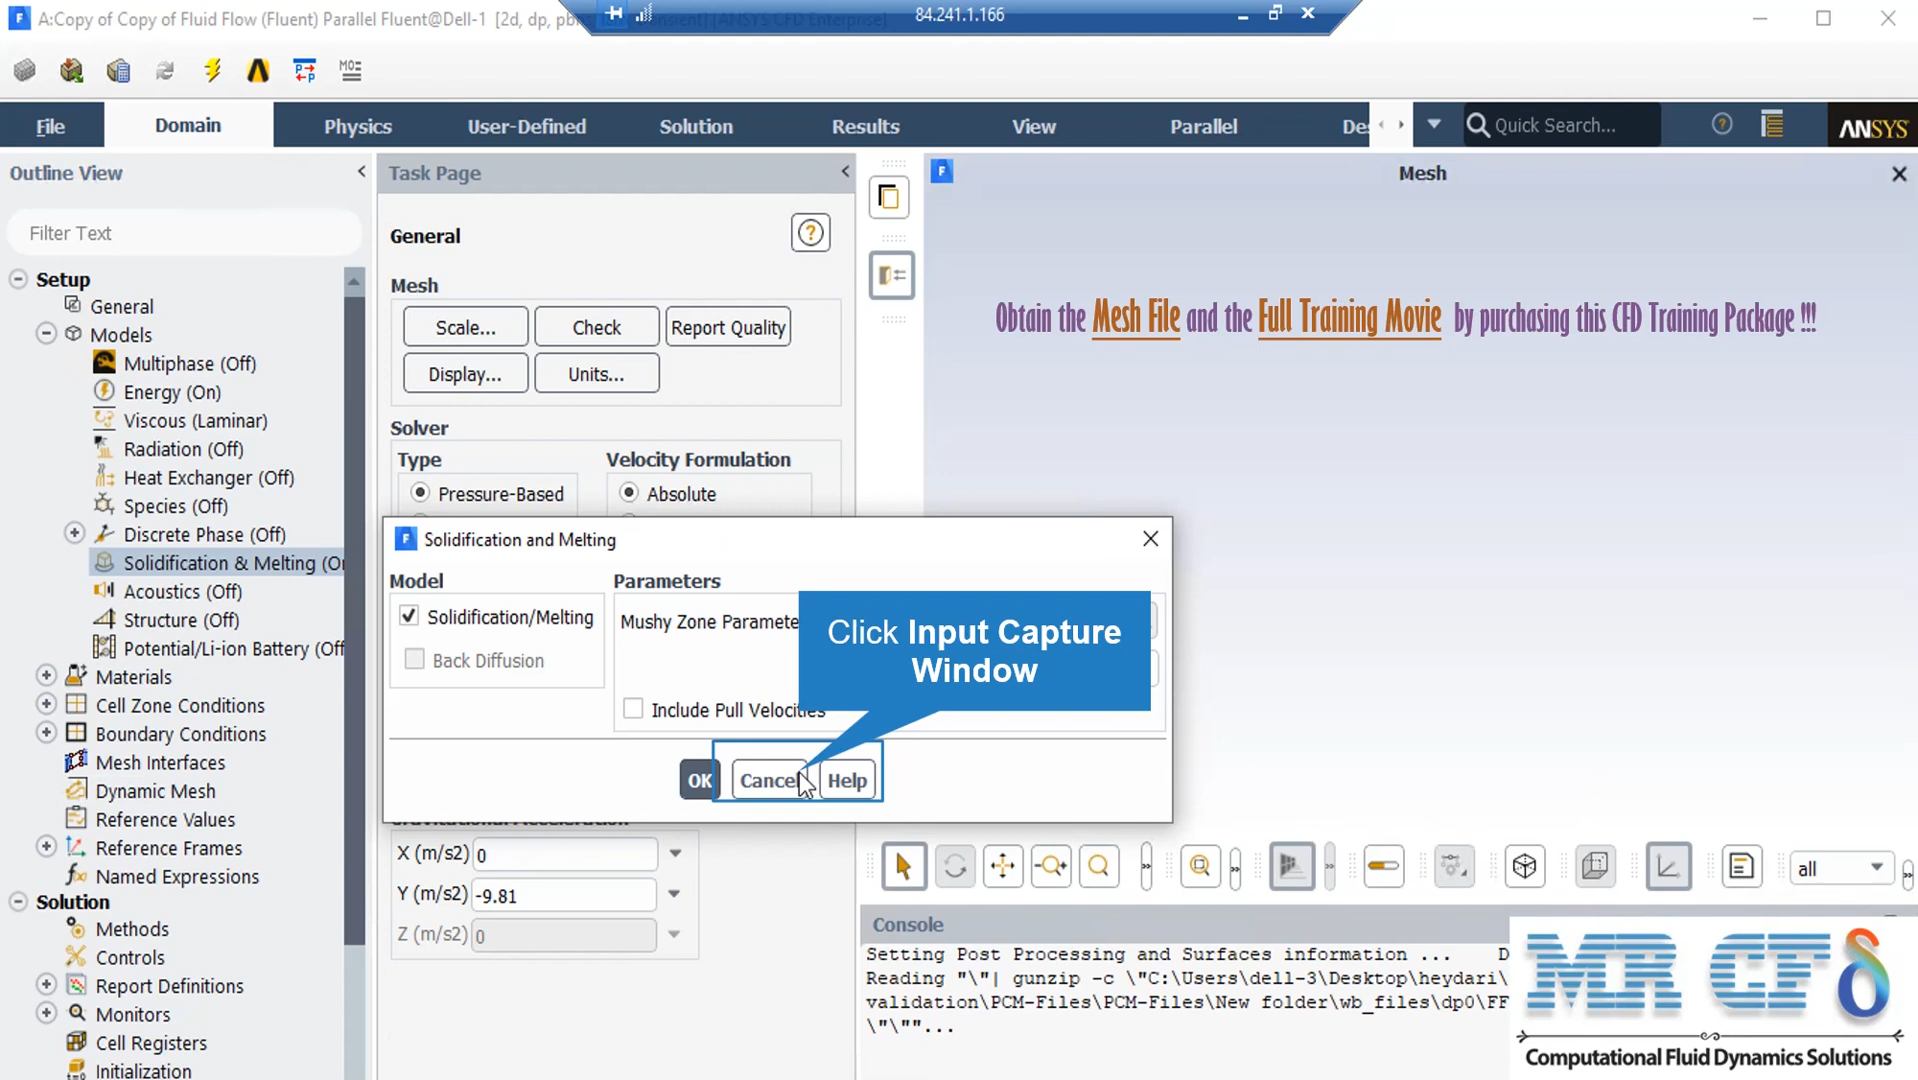 A:Copy of Copy of Fluid Flow (Fluent) Parallel Fluent@Dell-1 [2d, dp,
84.241.1.166
MO=
File
Domain
Physics
User-Defined
Solution
Results
View
Parallel
Des
Quick Search...
ANSYS
Outline View
Task Page
Mesh
Filter Text
General
Mesh
Scale...
Check
Report Quality
Display...
Units...
Solver
Type
Velocity Formulation
Pressure-Based
Absolute
Setup
General
Models
Multiphase (Off)
Energy (On)
Viscous (Laminar)
Radiation (Off)
Heat Exchanger (Off)
Species (Off)
Discrete Phase (Off)
Solidification & Melting (On
Acoustics (Off)
Structure (Off)
Potential/Li-ion Battery (Off
Materials
Cell Zone Conditions
Boundary Conditions
Mesh Interfaces
Dynamic Mesh
Reference Values
Reference Frames
Named Expressions
Solution
Methods
Controls
Report Definitions
Monitors
Cell Registers
Initialization
Obtain the Mesh File and the Full Training Movie by purchasing this CFD Training Package !!!
Solidification and Melting
Model
Parameters
Solidification/Melting
Back Diffusion
Mushy Zone Paramete
Include Pull Velocities
Click Input Capture
Window
OK
Cancel
Help
X (m/s2) 0
Y (m/s2) -9.81
Z (m/s2) 0
all
Console
Setting Post Processing and Surfaces information ... D
Reading "\"| gunzip -c \"C:\Users\dell-3\Desktop\heydari\
validation\PCM-Files\PCM-Files\New folder\wb_files\dp0\FF
\"\""...
MR CFD
Computational Fluid Dynamics Solutions